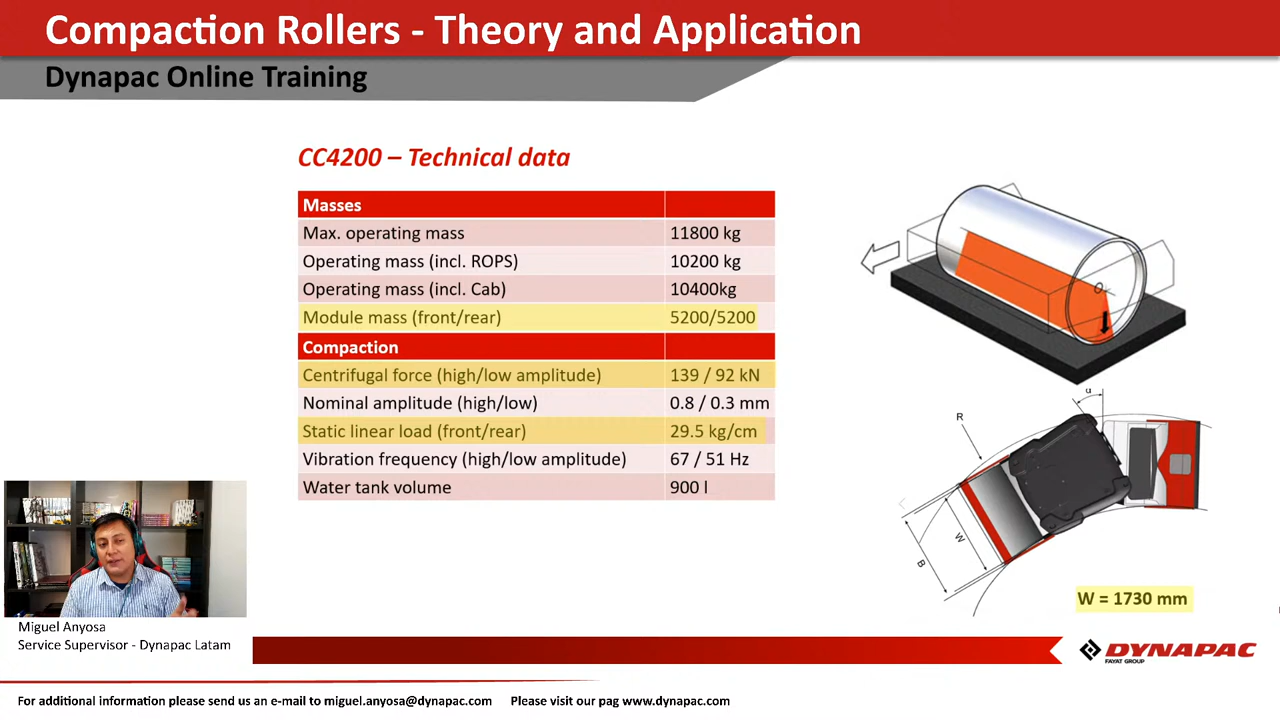 Compaction Rollers - Theory and Application
Dynapac Online Training
CC4200 – Technical data
Masses
Max. operating mass 11800 kg
Operating mass (incl. ROPS) 10200 kg
Operating mass (incl. Cab) 10400kg
Module mass (front/rear) 5200/5200
Compaction
Centrifugal force (high/low amplitude) 139 / 92 kN
Nominal amplitude (high/low) 0.8 / 0.3 mm
Static linear load (front/rear) 29.5 kg/cm
Vibration frequency (high/low amplitude) 67 / 51 Hz
Water tank volume 900 l
O
α
R
W
B
W = 1730 mm
Miguel Anyosa
Service Supervisor - Dynapac Latam
DYNAPAC
FAYAT GROUP
For additional information please send us an e-mail to miguel.anyosa@dynapac.com Please visit our pag www.dynapac.com